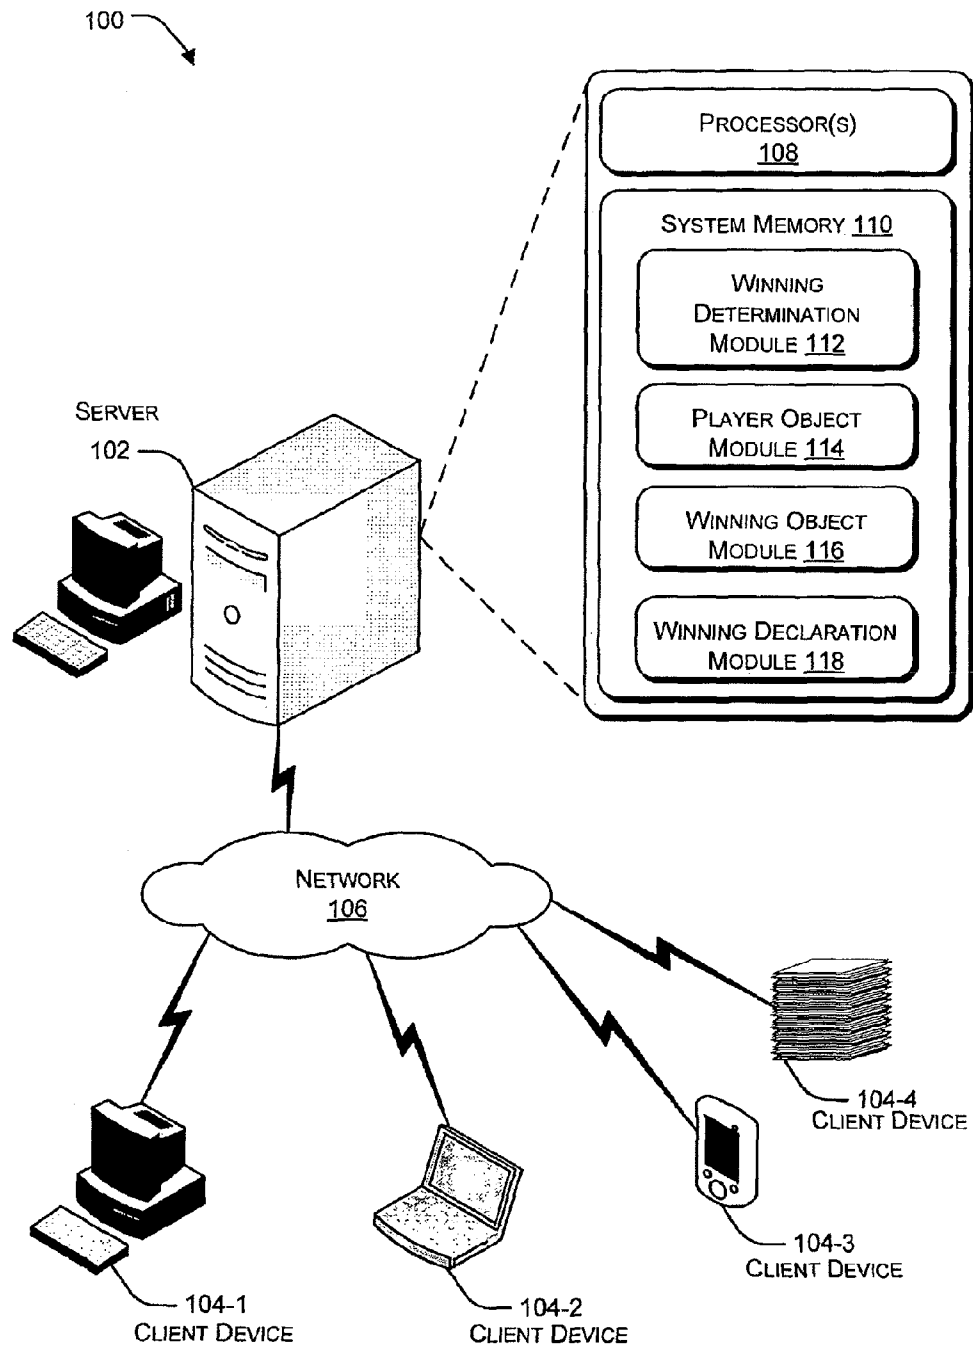 100
PROCESSOR(S)
108
SYSTEM MEMORY 110
WINNING
DETERMINATION
MODULE 112
PLAYER OBJECT
MODULE 114
WINNING OBJECT
MODULE 116
WINNING DECLARATION
MODULE 118
SERVER
102
NETWORK
106
104-4
CLIENT DEVICE
104-3
CLIENT DEVICE
104-1
CLIENT DEVICE
104-2
CLIENT DEVICE